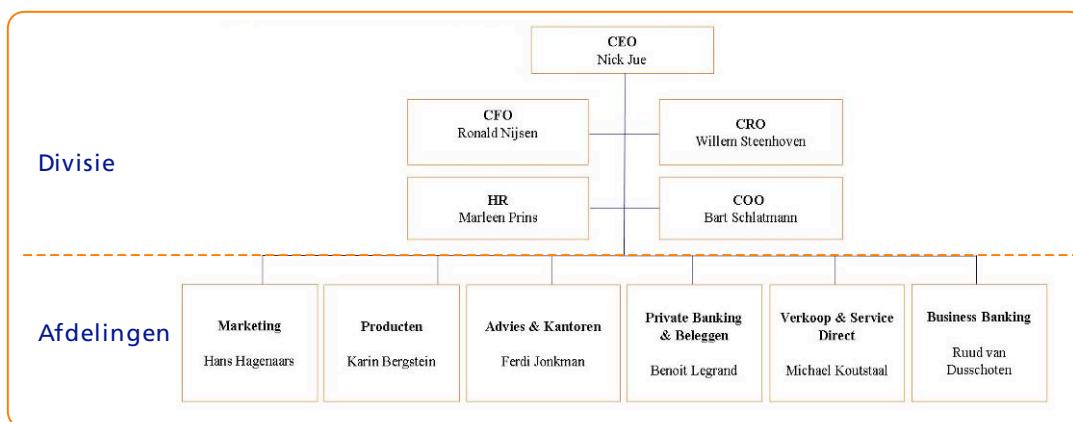 CEO
Nick Jue
CFO
Ronald Nijsen
CRO
Willem Steenhoven
Divisie
HR
Marleen Prins
COO
Bart Schlatmann
Afdelingen
Marketing
Hans Hagenaars
Producten
Karin Bergstein
Advies & Kantoren
Ferdi Jonkman
Private Banking
& Beleggen
Benoit Legrand
Verkoop & Service
Direct
Michael Koutstaal
Business Banking
Ruud van
Dusschoten